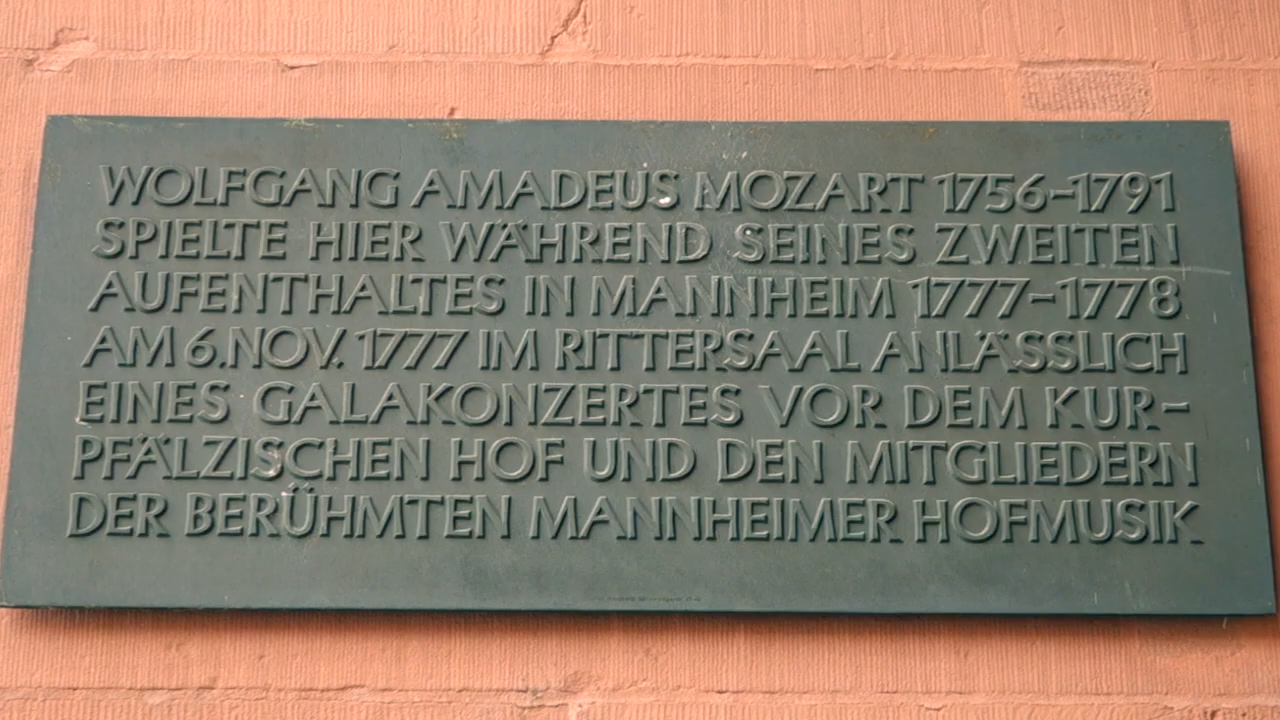 WOLFGANG AMADEUS MOZART 1756-1791
SPIELTE HIER WÄHREND SEINES ZWEITEN
AUFENTHALTES IN MANNHEIM 1777-1778
AM 6. NOV. 1777 IM RITTERSAAL ANLÄSSLICH
EINES GALAKONZERTES VOR DEM KUR-
PFÄLZISCHEN HOF UND DEN MITGLIEDERN
DER BERÜHMTEN MANNHEIMER HOFMUSIK